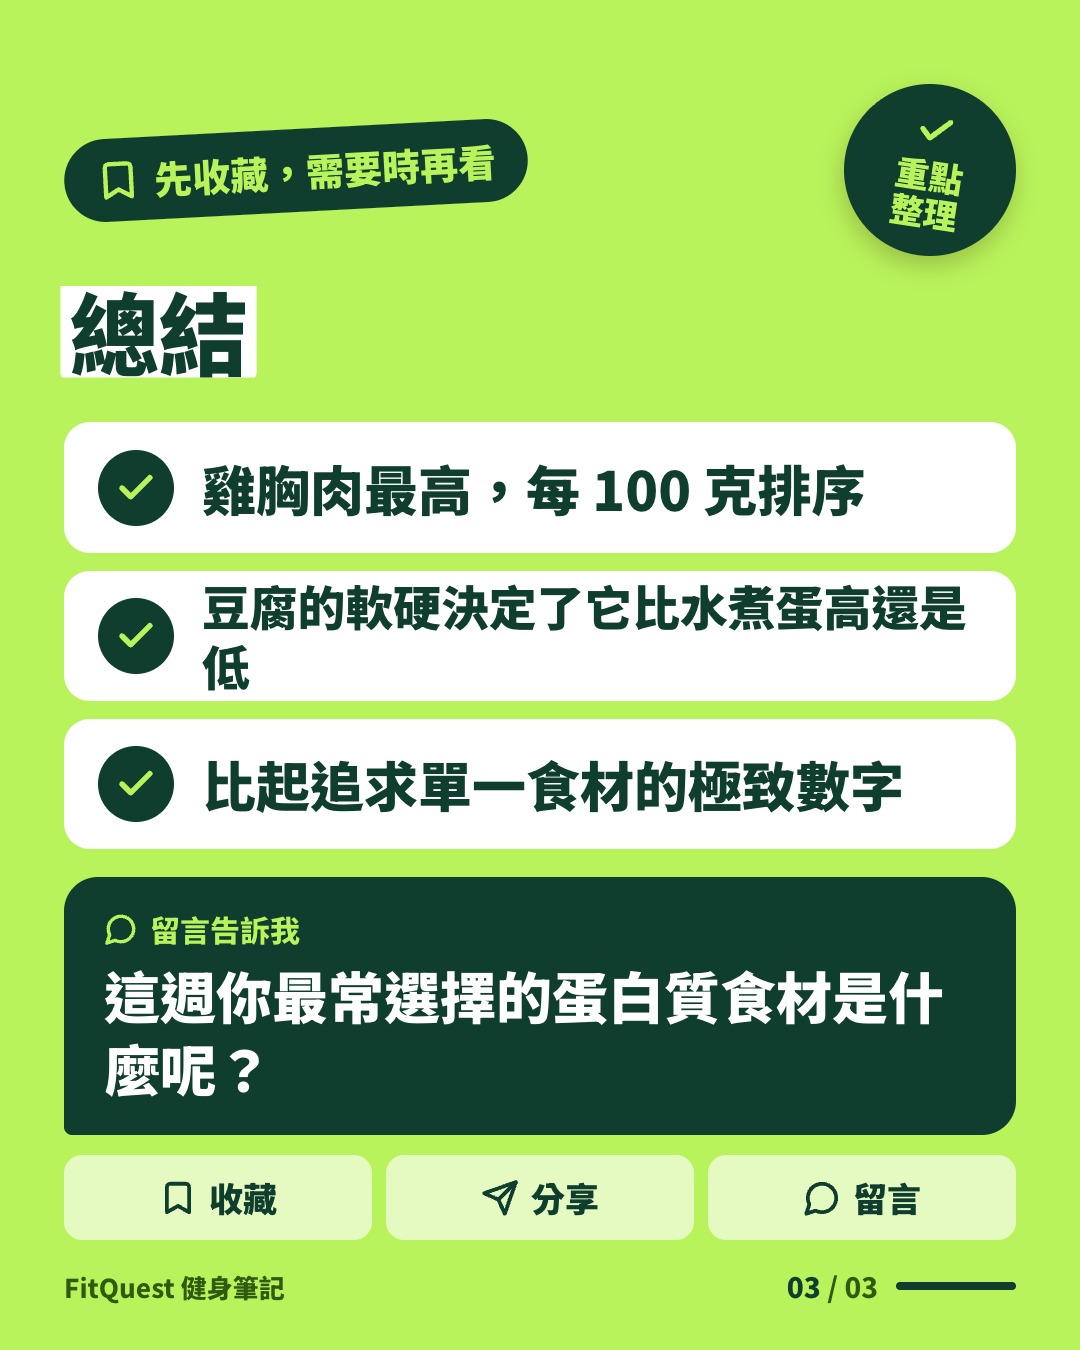 先收藏，需要時再看
重點
整理
總結
雞胸肉最高，每 100 克排序
豆腐的軟硬決定了它比水煮蛋高還是
低
比起追求單一食材的極致數字
留言告訴我
這週你最常選擇的蛋白質食材是什
麼呢？
收藏
分享
留言
FitQuest 健身筆記
03 / 03